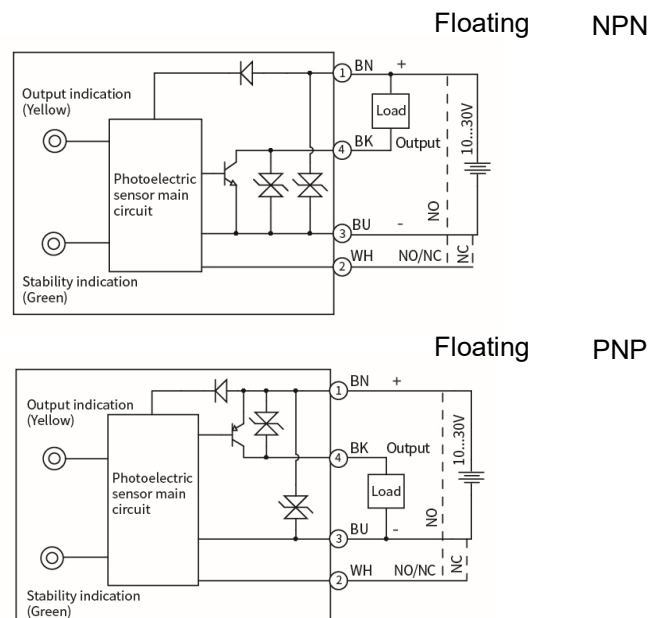 Floating NPN
Output indication
(Yellow)
Photoelectric
sensor main
circuit
Stability indication
(Green)
1 BN +
Load
4 BK Output
10...30V
3 BU -
NO
2 WH NO/NC
NC
Floating PNP
Output indication
(Yellow)
Photoelectric
sensor main
circuit
Stability indication
(Green)
1 BN +
4 BK Output
10...30V
Load
3 BU -
NO
2 WH NO/NC
NC